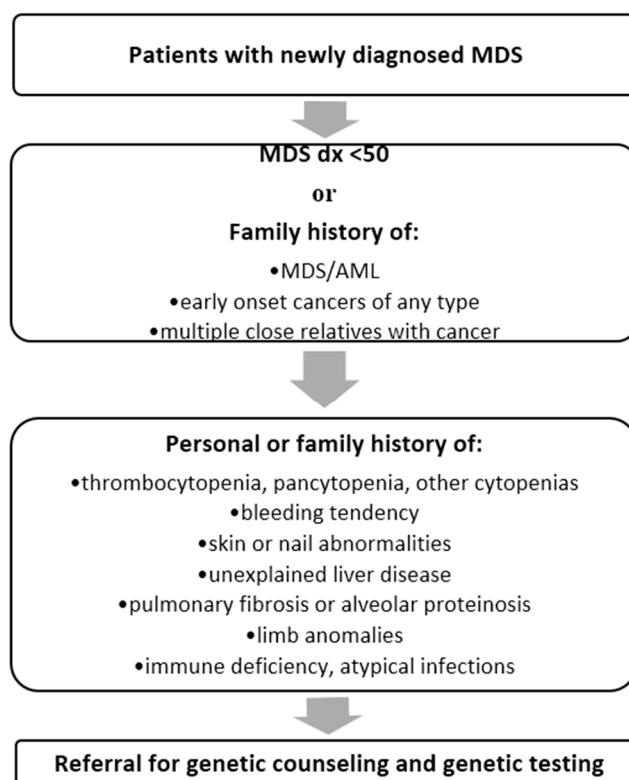 Patients with newly diagnosed MDS
MDS dx <50
or
Family history of:
•MDS/AML
•early onset cancers of any type
•multiple close relatives with cancer
Personal or family history of:
•thrombocytopenia, pancytopenia, other cytopenias
•bleeding tendency
•skin or nail abnormalities
•unexplained liver disease
•pulmonary fibrosis or alveolar proteinosis
•limb anomalies
•immune deficiency, atypical infections
Referral for genetic counseling and genetic testing